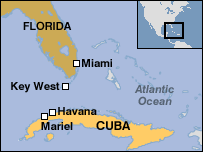 FLORIDA
Miami
Key West
Atlantic
Ocean
Havana
Mariel
CUBA